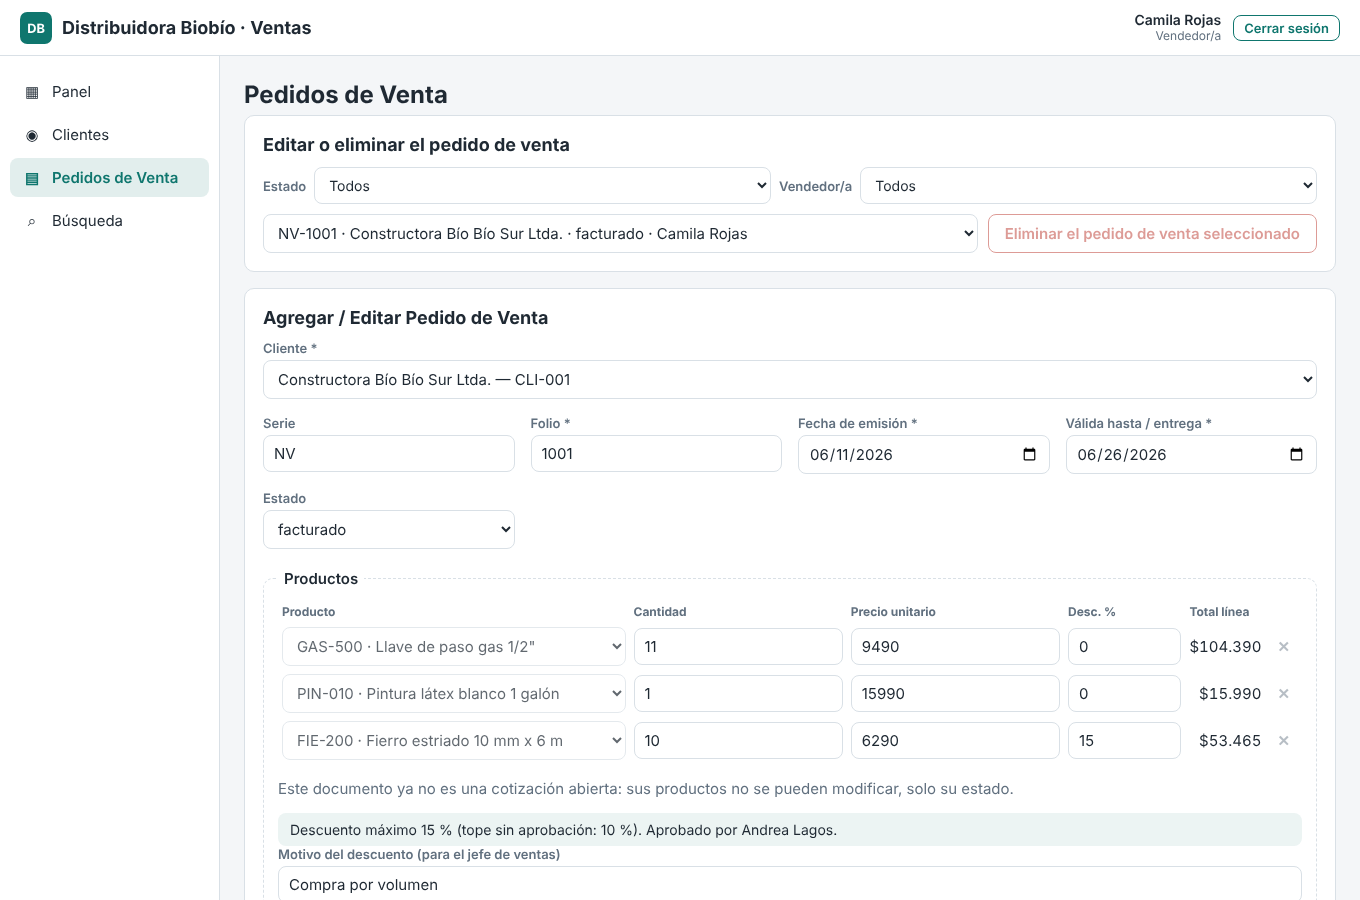 DB Distribuidora Biobío · Ventas
Camila Rojas
Vendedor/a
Cerrar sesión
Panel
Clientes
Pedidos de Venta
Búsqueda
Pedidos de Venta
Editar o eliminar el pedido de venta
Estado Todos Vendedor/a Todos
NV-1001 · Constructora Bío Bío Sur Ltda. · facturado · Camila Rojas Eliminar el pedido de venta seleccionado
Agregar / Editar Pedido de Venta
Cliente *
Constructora Bío Bío Sur Ltda. — CLI-001
Serie Folio * Fecha de emisión * Válida hasta / entrega *
NV 1001 06/11/2026 06/26/2026
Estado
facturado
Productos
Producto Cantidad Precio unitario Desc. % Total línea
GAS-500 · Llave de paso gas 1/2" 11 9490 0 $104.390 ×
PIN-010 · Pintura látex blanco 1 galón 1 15990 0 $15.990 ×
FIE-200 · Fierro estriado 10 mm x 6 m 10 6290 15 $53.465 ×
Este documento ya no es una cotización abierta: sus productos no se pueden modificar, solo su estado.
Descuento máximo 15 % (tope sin aprobación: 10 %). Aprobado por Andrea Lagos.
Motivo del descuento (para el jefe de ventas)
Compra por volumen